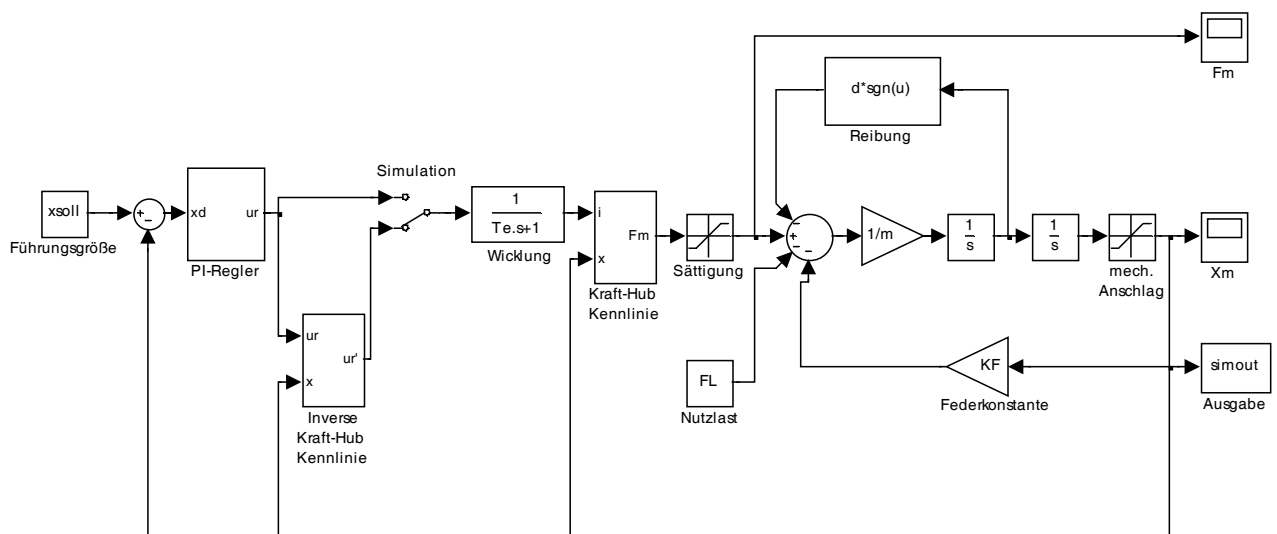 Fm
d*sgn(u)
Reibung
Simulation
xsoll
Führungsgröße
+
−
xd
ur
PI-Regler
1
Te.s+1
Wicklung
i
Fm
x
Kraft-Hub
Kennlinie
Sättigung
−
+
−
−
1/m
1
s
1
s
mech.
Anschlag
Xm
ur
ur'
x
Inverse
Kraft-Hub
Kennlinie
FL
Nutzlast
KF
Federkonstante
simout
Ausgabe